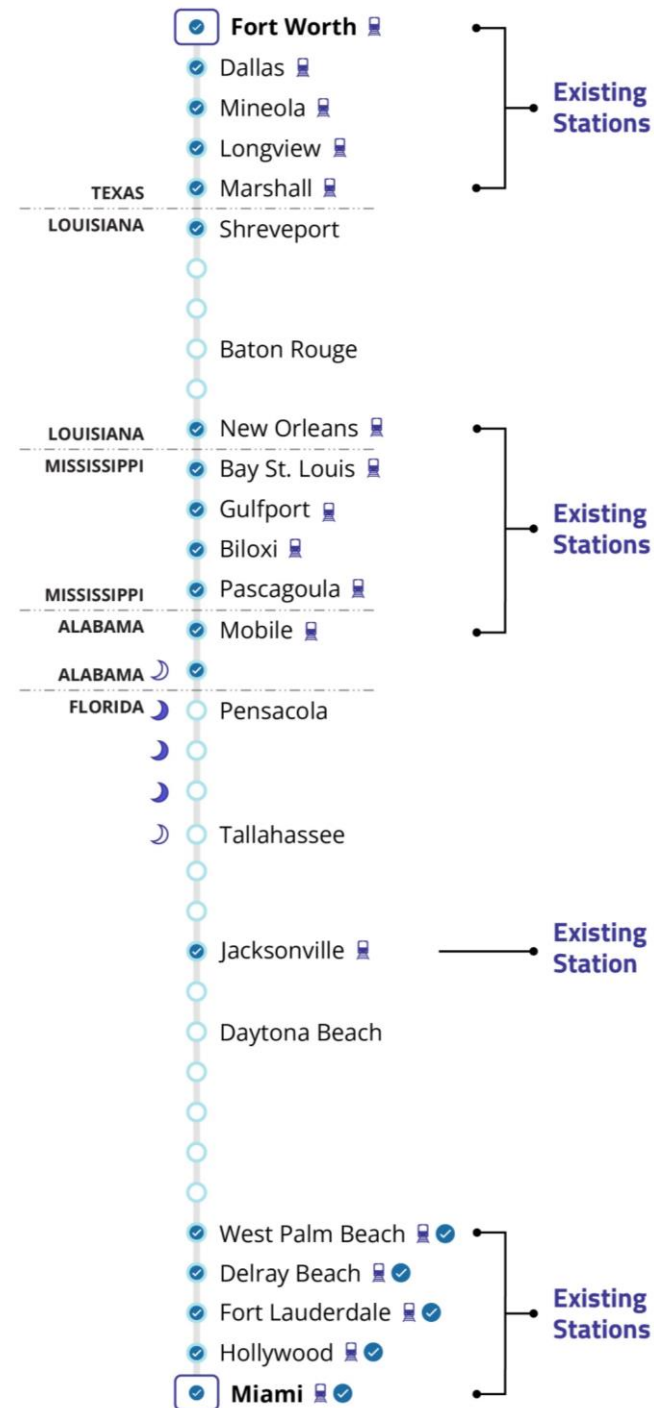 Fort Worth
Dallas
Existing
Stations
Mineola
Longview
Marshall
TEXAS
LOUISIANA
Shreveport
Baton Rouge
New Orleans
LOUISIANA
MISSISSIPPI
Bay St. Louis
Gulfport
Existing
Stations
Biloxi
Pascagoula
MISSISSIPPI
ALABAMA
Mobile
ALABAMA
FLORIDA
Pensacola
Tallahassee
Jacksonville
Existing
Station
Daytona Beach
West Palm Beach
Delray Beach
Existing
Stations
Fort Lauderdale
Hollywood
Miami